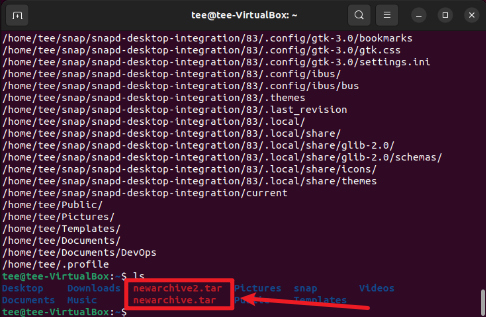 tee@tee-VirtualBox: ~
/home/tee/snap/snapd-desktop-integration/83/.config/gtk-3.0/bookmarks
/home/tee/snap/snapd-desktop-integration/83/.config/gtk-3.0/gtk.css
/home/tee/snap/snapd-desktop-integration/83/.config/gtk-3.0/settings.ini
/home/tee/snap/snapd-desktop-integration/83/.config/ibus/
/home/tee/snap/snapd-desktop-integration/83/.config/ibus/bus
/home/tee/snap/snapd-desktop-integration/83/.themes
/home/tee/snap/snapd-desktop-integration/83/.last_revision
/home/tee/snap/snapd-desktop-integration/83/.local/
/home/tee/snap/snapd-desktop-integration/83/.local/share/
/home/tee/snap/snapd-desktop-integration/83/.local/share/glib-2.0/
/home/tee/snap/snapd-desktop-integration/83/.local/share/glib-2.0/schemas/
/home/tee/snap/snapd-desktop-integration/83/.local/share/icons/
/home/tee/snap/snapd-desktop-integration/83/.local/share/themes
/home/tee/snap/snapd-desktop-integration/current
/home/tee/Public/
/home/tee/Pictures/
/home/tee/Templates/
/home/tee/Documents/
/home/tee/Documents/DevOps
/home/tee/.profile
tee@tee-VirtualBox:~$ ls
Desktop Downloads newarchive2.tar Pictures snap Videos
Documents Music newarchive.tar Templates
tee@tee-VirtualBox:~$